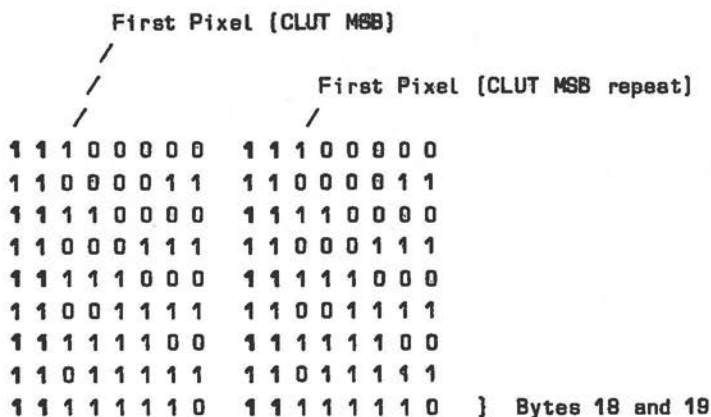 First Pixel (CLUT MSB)
First Pixel (CLUT MSB repeat)
1 1 1 0 0 0 0 0 1 1 1 0 0 0 0 0
1 1 0 0 0 0 1 1 1 1 0 0 0 0 1 1
1 1 1 1 0 0 0 0 1 1 1 1 0 0 0 0
1 1 0 0 0 1 1 1 1 1 0 0 0 1 1 1
1 1 1 1 1 0 0 0 1 1 1 1 1 0 0 0
1 1 0 0 1 1 1 1 1 1 0 0 1 1 1 1
1 1 1 1 1 1 0 0 1 1 1 1 1 1 0 0
1 1 0 1 1 1 1 1 1 1 0 1 1 1 1 1
1 1 1 1 1 1 1 0 1 1 1 1 1 1 1 0 } Bytes 18 and 19